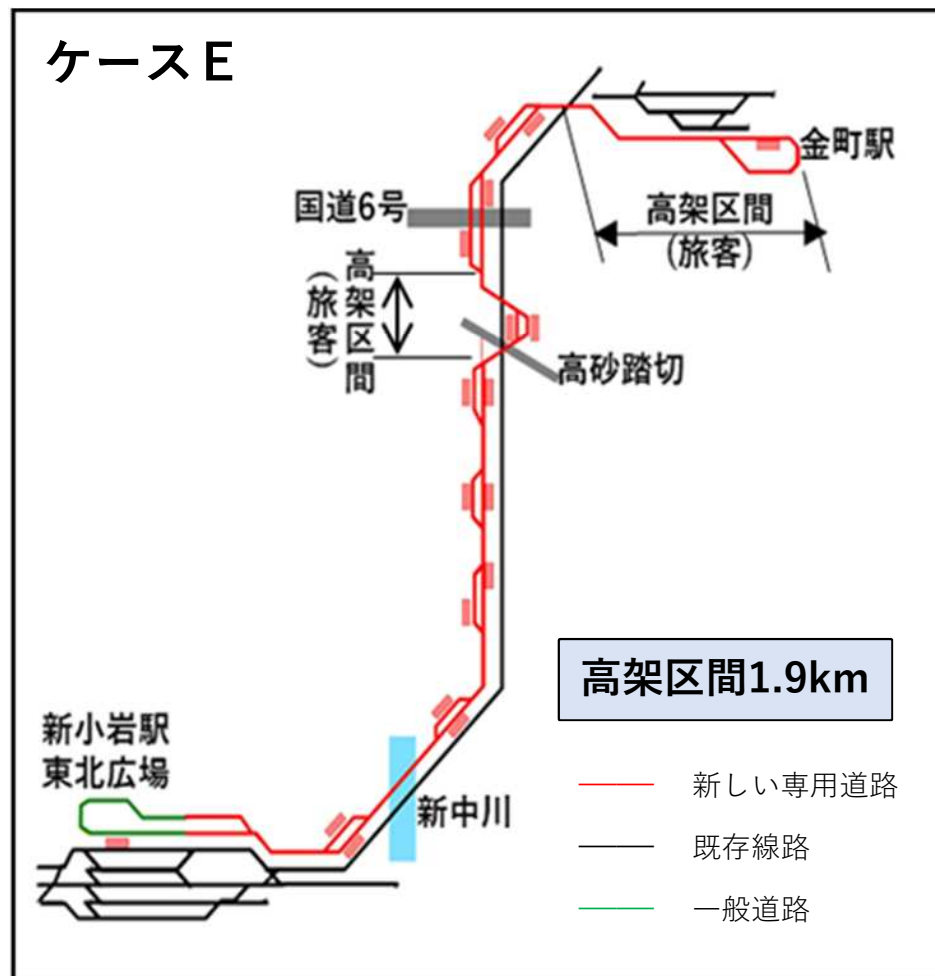 ケースE
金町駅
国道6号
高架区間
(旅客)
高架区間
(旅客)
高砂踏切
高架区間1.9km
新小岩駅
東北広場
新中川
新しい専用道路
既存線路
一般道路